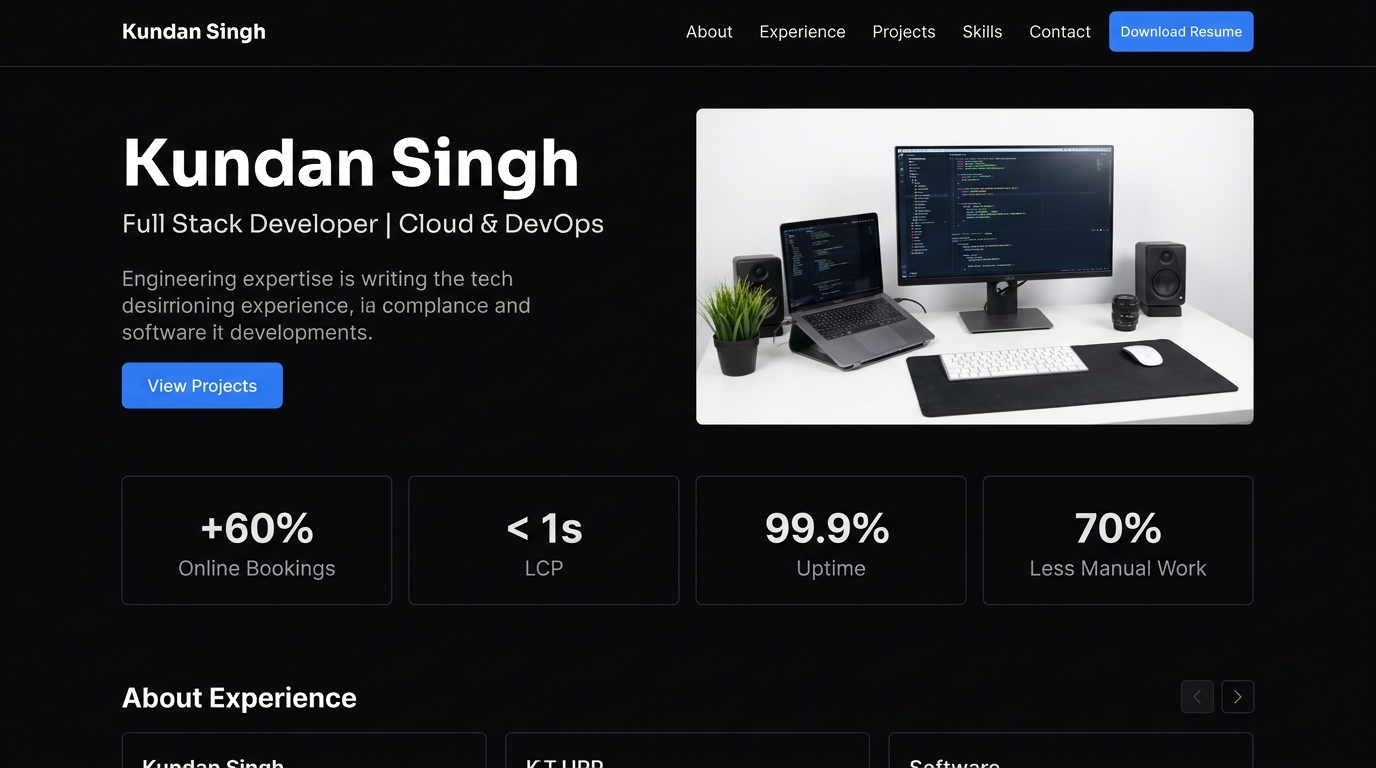 Kundan Singh
About Experience Projects Skills Contact Download Resume
Kundan Singh
Full Stack Developer | Cloud & DevOps
Engineering expertise is writing the tech
desirrioning experience, ia complance and
software it developments.
View Projects
+60%
Online Bookings
< 1s
LCP
99.9%
Uptime
70%
Less Manual Work
About Experience
Kundan Singh
Software